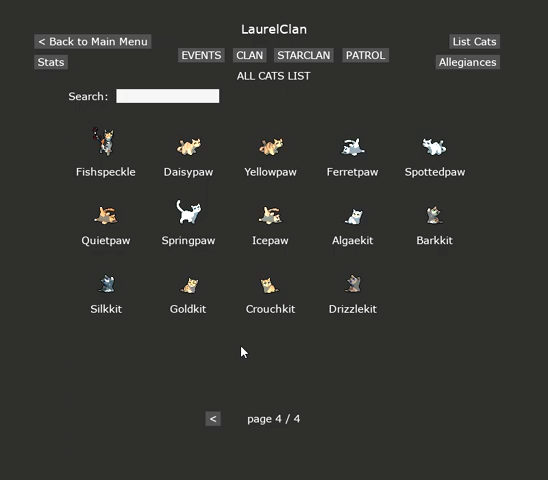 LaurelClan
< Back to Main Menu
List Cats
Stats
EVENTS CLAN STARCLAN PATROL
Allegiances
ALL CATS LIST
Search:
Fishspeckle Daisypaw Yellowpaw Ferretpaw Spottedpaw
Quietpaw Springpaw Icepaw Algaekit Barkkit
Silkkit Goldkit Crouchkit Drizzlekit
< page 4 / 4